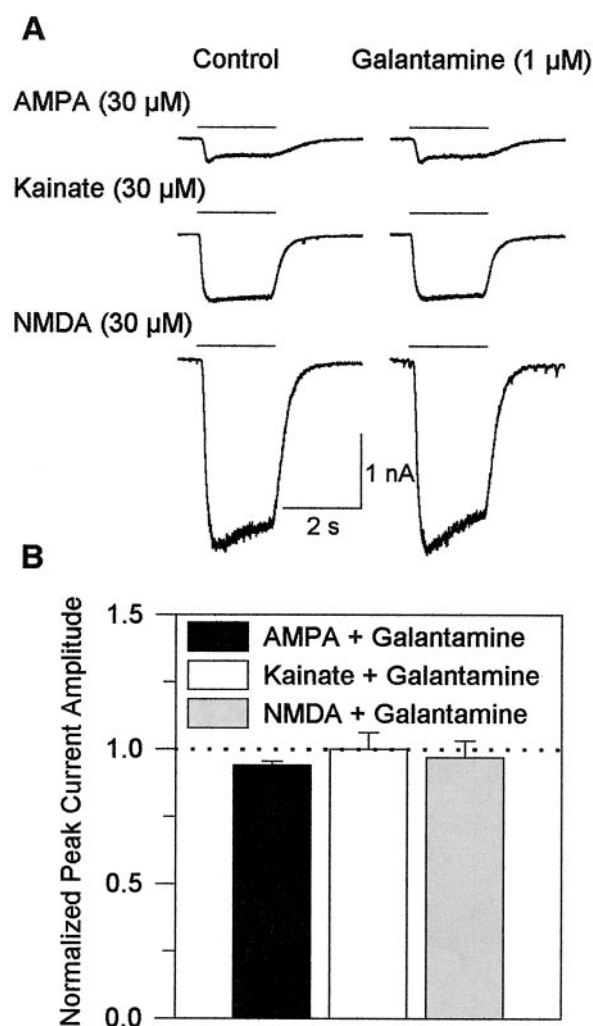 A
Control Galantamine (1 µM)
AMPA (30 µM)
Kainate (30 µM)
NMDA (30 µM)
1 nA
2 s
B
Normalized Peak Current Amplitude
1.5
1.0
0.5
0.0
AMPA + Galantamine
Kainate + Galantamine
NMDA + Galantamine